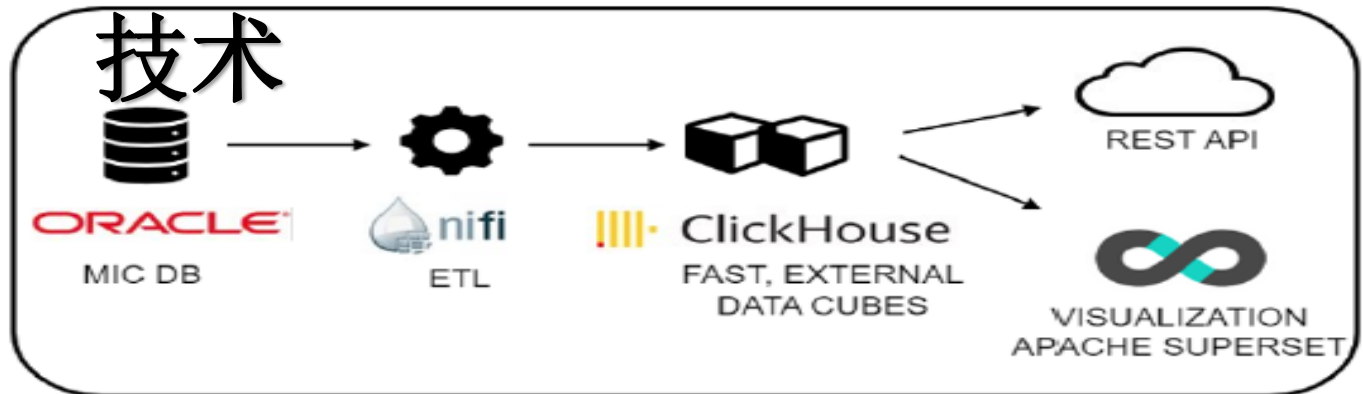 技术
ORACLE
MIC DB
nifi
ETL
ClickHouse
FAST, EXTERNAL
DATA CUBES
REST API
VISUALIZATION
APACHE SUPERSET